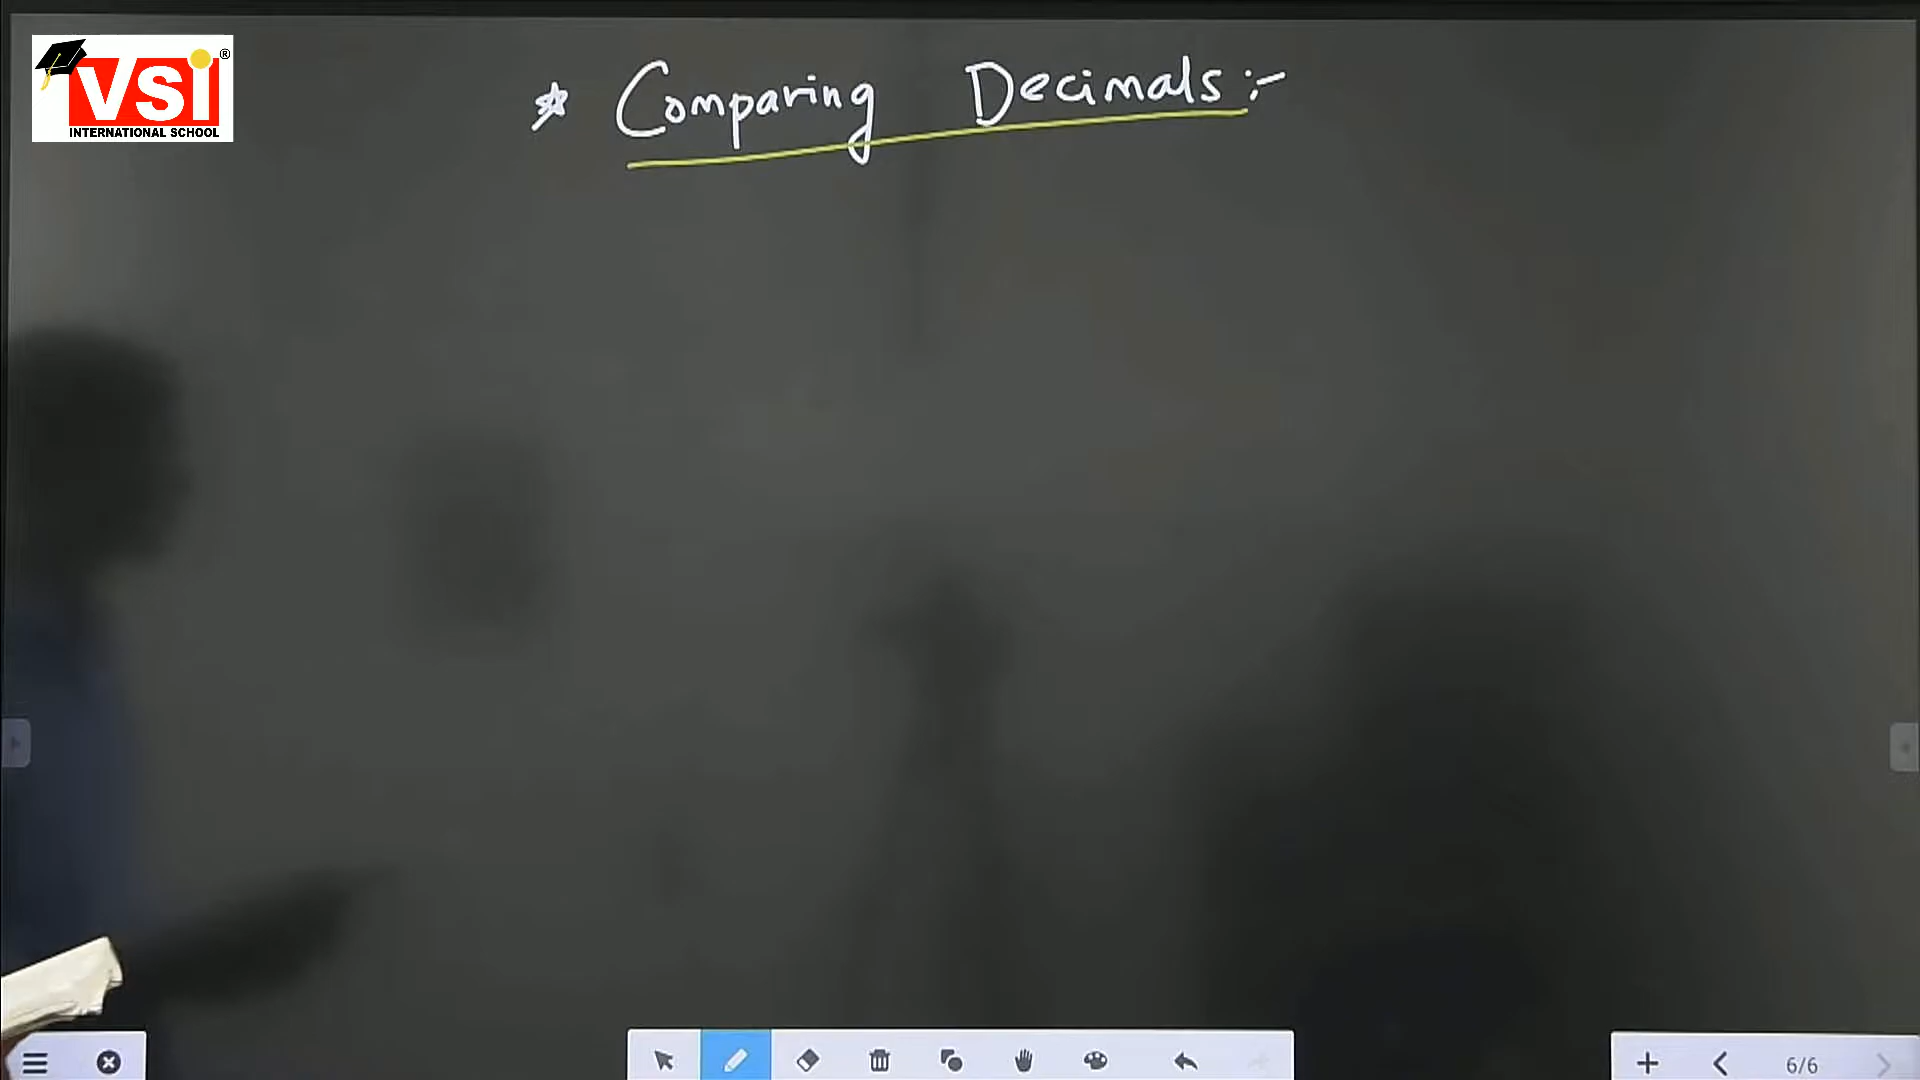 vsi®
INTERNATIONAL SCHOOL
* Comparing Decimals :-
6/6